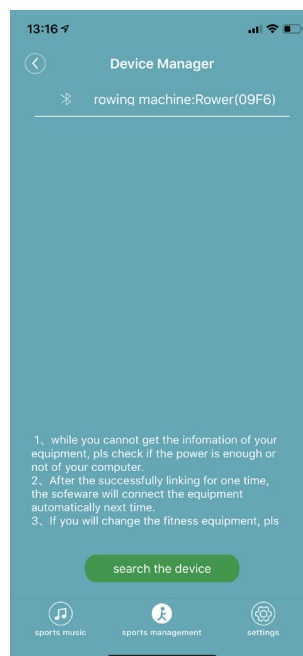 13:16
Device Manager
rowing machine:Rower(09F6)
1、while you cannot get the infomation of your
equipment, pls check if the power is enough or
not of your computer.
2、After the successfully linking for one time,
the sofeware will connect the equipment
automatically next time.
3、If you will change the fitness equipment, pls
search the device
sports music sports management settings